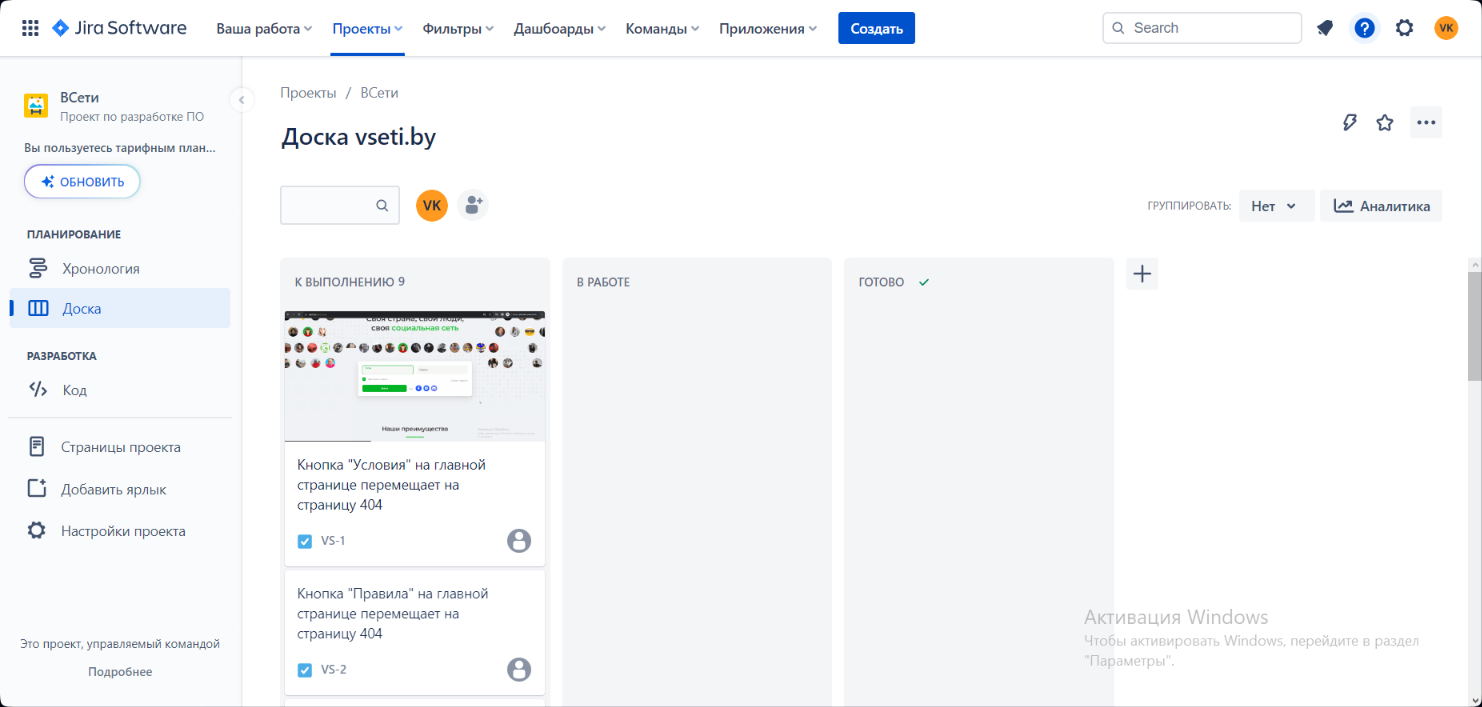 Jira Software
Ваша работа
Проекты
Фильтры
Дашборды
Команды
Приложения
Создать
Search
VK
ВСети
Проект по разработке ПО
Вы пользуетесь тарифным план...
ОБНОВИТЬ
ПЛАНИРОВАНИЕ
Хронология
Доска
РАЗРАБОТКА
Код
Страницы проекта
Добавить ярлык
Настройки проекта
Это проект, управляемый командой
Подробнее
Проекты / ВСети
Доска vseti.by
VK
ГРУППИРОВАТЬ:
Нет
Аналитика
К ВЫПОЛНЕНИЮ 9
Своя страна, свои люди,
своя социальная сеть
Наши преимущества
Кнопка "Условия" на главной
странице перемещает на
страницу 404
VS-1
Кнопка "Правила" на главной
странице перемещает на
страницу 404
VS-2
В РАБОТЕ
ГОТОВО
Активация Windows
Чтобы активировать Windows, перейдите в раздел
"Параметры".